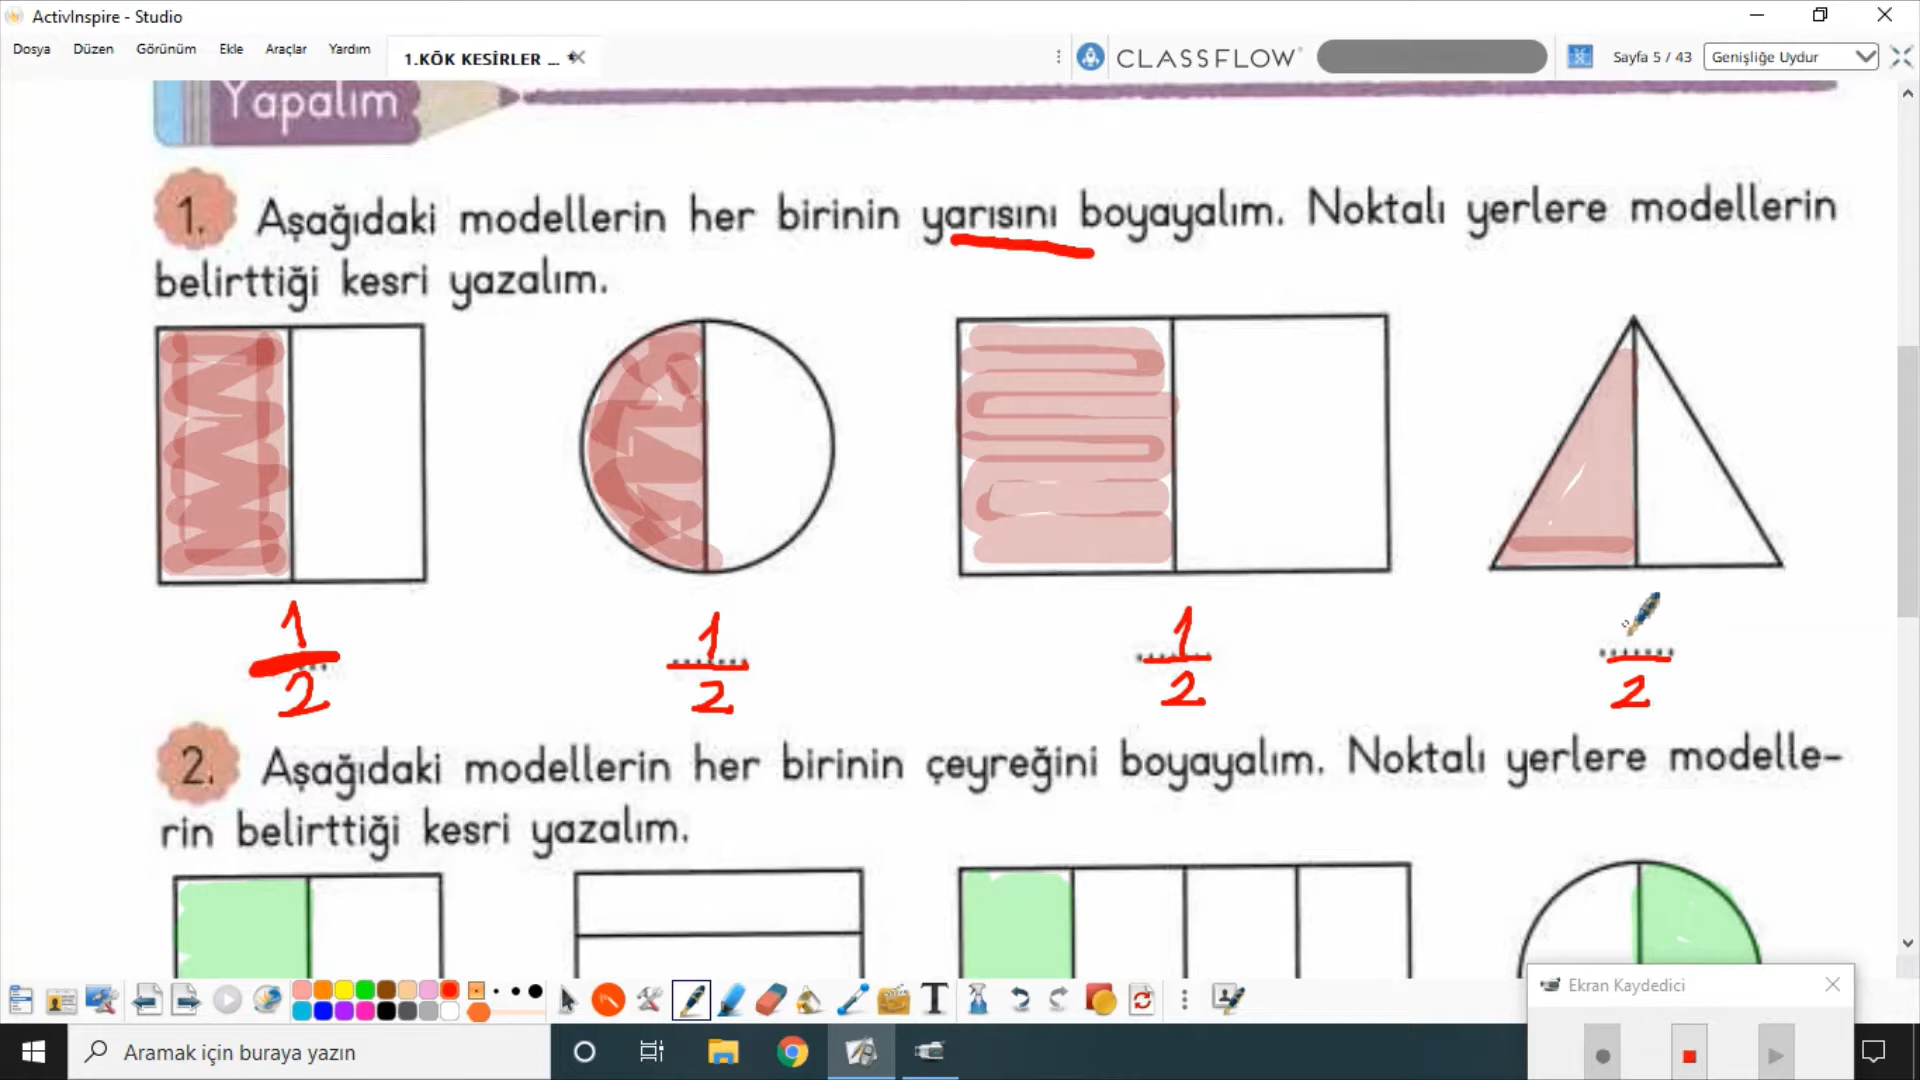 ActivInspire - Studio
Dosya Düzen Görünüm Ekle Araçlar Yardım
1.KÖK KESİRLER ...
CLASSFLOW
Sayfa 5 / 43
Genişliğe Uydur
Yapalım
1. Aşağıdaki modellerin her birinin yarısını boyayalım. Noktalı yerlere modellerin
belirttiği kesri yazalım.
1 1 1
2 2 2 2
2. Aşağıdaki modellerin her birinin çeyreğini boyayalım. Noktalı yerlere modelle-
rin belirttiği kesri yazalım.
T
Ekran Kaydedici
Aramak için buraya yazın